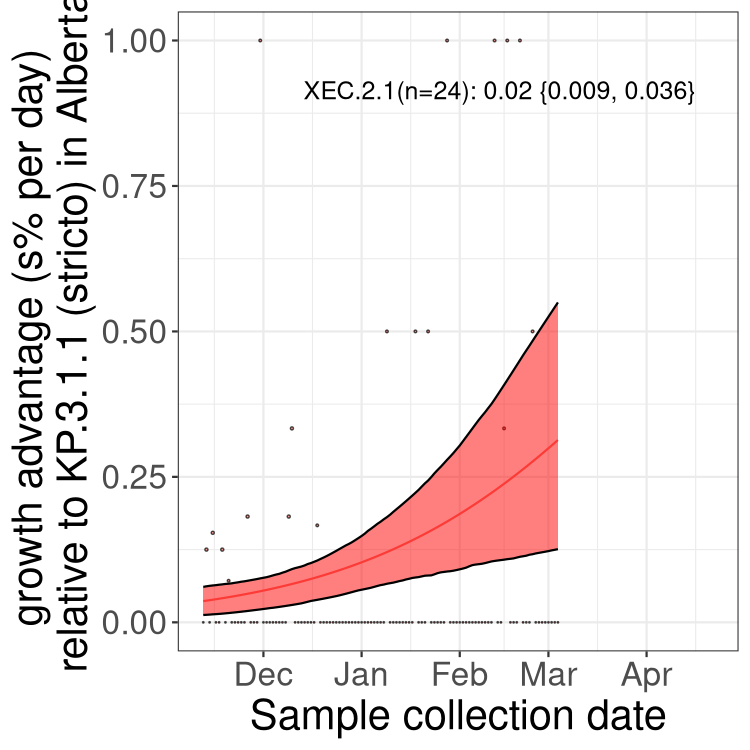 growth advantage (s% per day)
relative to KP.3.1.1 (stricto) in Alberta
1.00
XEC.2.1(n=24): 0.02 {0.009, 0.036}
0.75
0.50
0.25
0.00
Dec Jan Feb Mar Apr
Sample collection date